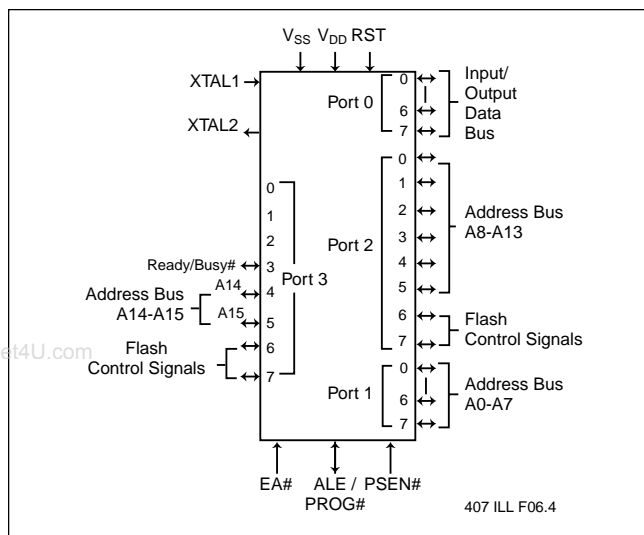 VSS VDD RST
XTAL1
XTAL2
Port 0
0
6
7
Input/
Output
Data
Bus
Port 2
0
1
2
3
4
5
6
7
Address Bus
A8-A13
Flash
Control Signals
Port 3
0
1
2
3
4
5
6
7
Ready/Busy#
A14
A15
Address Bus
A14-A15
Flash
Control Signals
et4U.com
Port 1
0
6
7
Address Bus
A0-A7
EA#
ALE /
PROG#
PSEN#
407 ILL F06.4